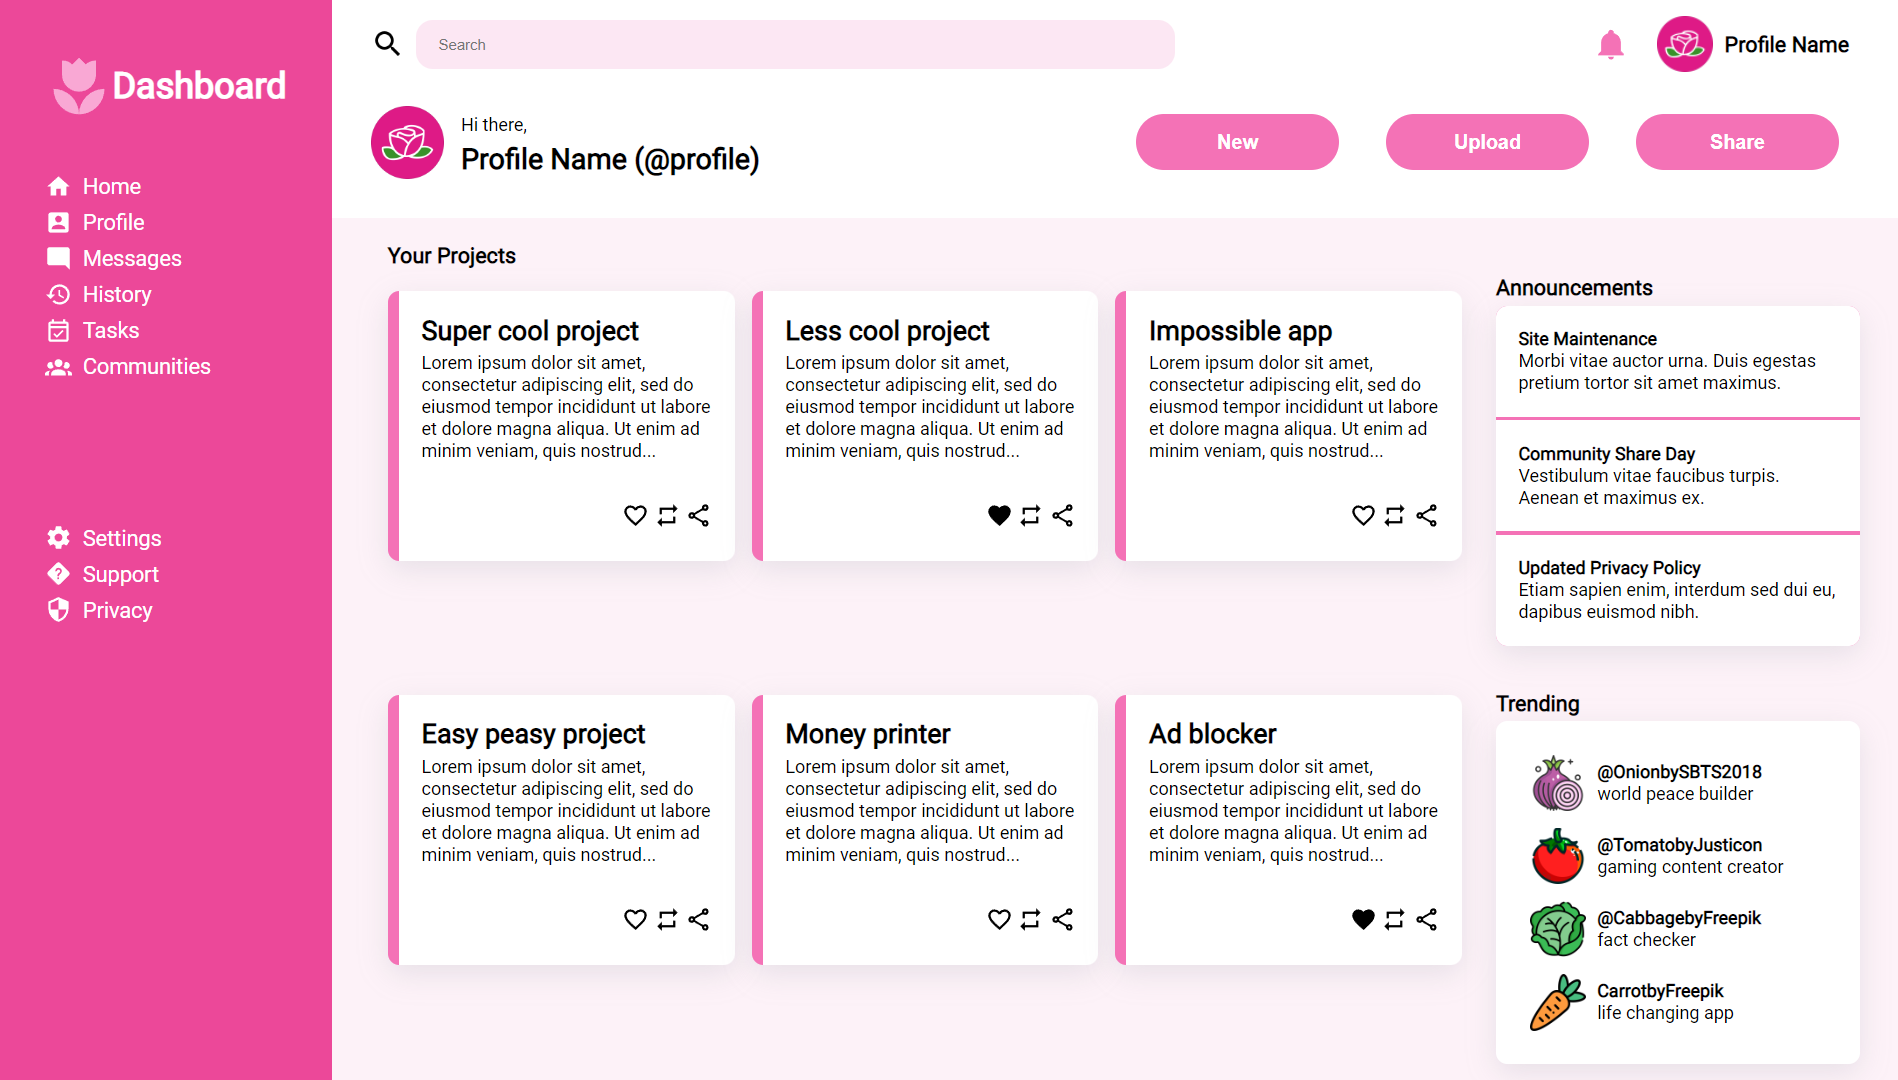 Dashboard
Home
Profile
Messages
History
Tasks
Communities
Settings
Support
Privacy
Search
Profile Name
Hi there,
Profile Name (@profile)
New
Upload
Share
Your Projects
Super cool project
Lorem ipsum dolor sit amet,
consectetur adipiscing elit, sed do
eiusmod tempor incididunt ut labore
et dolore magna aliqua. Ut enim ad
minim veniam, quis nostrud...
Less cool project
Lorem ipsum dolor sit amet,
consectetur adipiscing elit, sed do
eiusmod tempor incididunt ut labore
et dolore magna aliqua. Ut enim ad
minim veniam, quis nostrud...
Impossible app
Lorem ipsum dolor sit amet,
consectetur adipiscing elit, sed do
eiusmod tempor incididunt ut labore
et dolore magna aliqua. Ut enim ad
minim veniam, quis nostrud...
Easy peasy project
Lorem ipsum dolor sit amet,
consectetur adipiscing elit, sed do
eiusmod tempor incididunt ut labore
et dolore magna aliqua. Ut enim ad
minim veniam, quis nostrud...
Money printer
Lorem ipsum dolor sit amet,
consectetur adipiscing elit, sed do
eiusmod tempor incididunt ut labore
et dolore magna aliqua. Ut enim ad
minim veniam, quis nostrud...
Ad blocker
Lorem ipsum dolor sit amet,
consectetur adipiscing elit, sed do
eiusmod tempor incididunt ut labore
et dolore magna aliqua. Ut enim ad
minim veniam, quis nostrud...
Announcements
Site Maintenance
Morbi vitae auctor urna. Duis egestas
pretium tortor sit amet maximus.
Community Share Day
Vestibulum vitae faucibus turpis.
Aenean et maximus ex.
Updated Privacy Policy
Etiam sapien enim, interdum sed dui eu,
dapibus euismod nibh.
Trending
@OnionbySBTS2018
world peace builder
@TomatobyJusticon
gaming content creator
@CabbagebyFreepik
fact checker
CarrotbyFreepik
life changing app